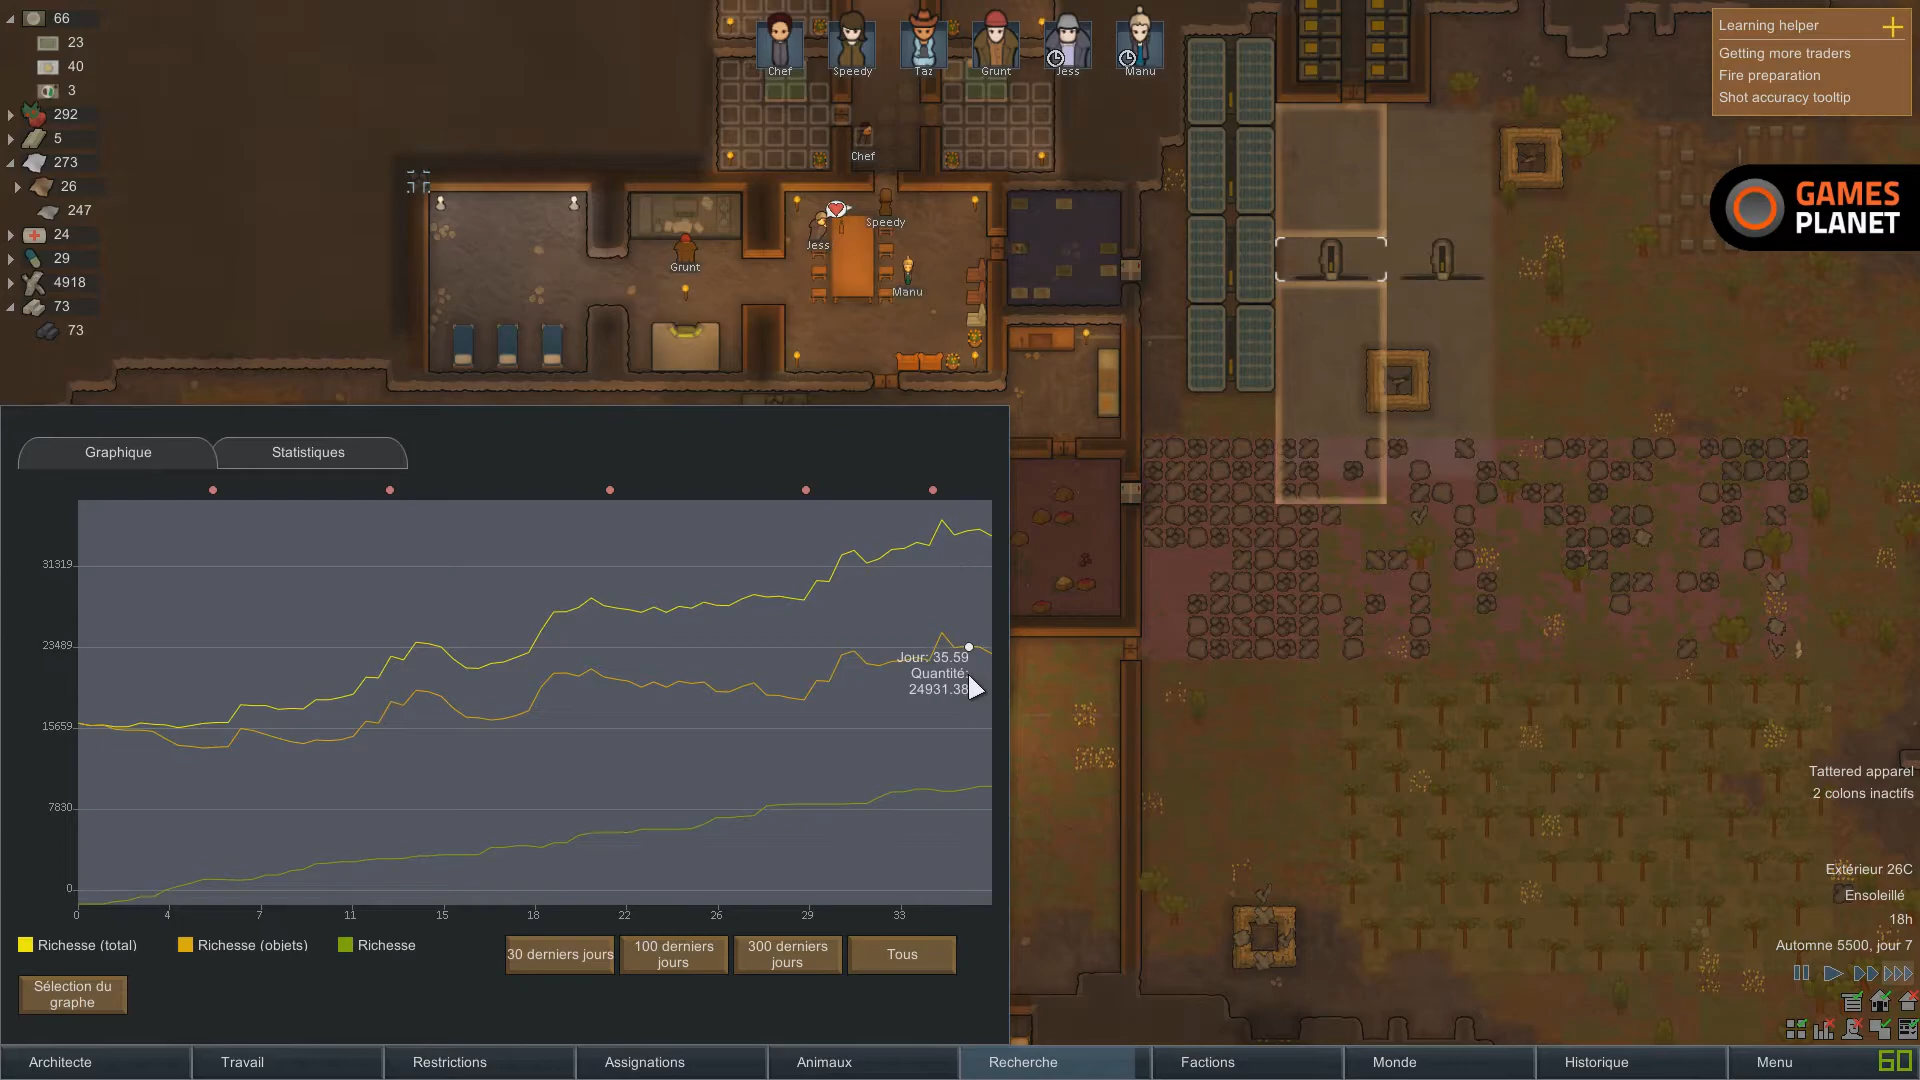 66
23
40
3
292
5
273
26
247
24
29
4918
73
73
Chef
Speedy
Taz
Grunt
Jess
Manu
Learning helper
Getting more traders
Fire preparation
Shot accuracy tooltip
GAMES
PLANET
Chef
Speedy
Jess
Grunt
Manu
Graphique
Statistiques
31319
23489
15659
7830
0
Jour: 35.59
Quantité:
24931.38
0
4
7
11
15
18
22
26
29
33
Richesse (total)
Richesse (objets)
Richesse
30 derniers jours
100 derniers
jours
300 derniers
jours
Tous
Sélection du
graphe
Tattered apparel
2 colons inactifs
Extérieur 26C
Ensoleillé
18h
Automne 5500, jour 7
Architecte
Travail
Restrictions
Assignations
Animaux
Recherche
Factions
Monde
Historique
Menu
60